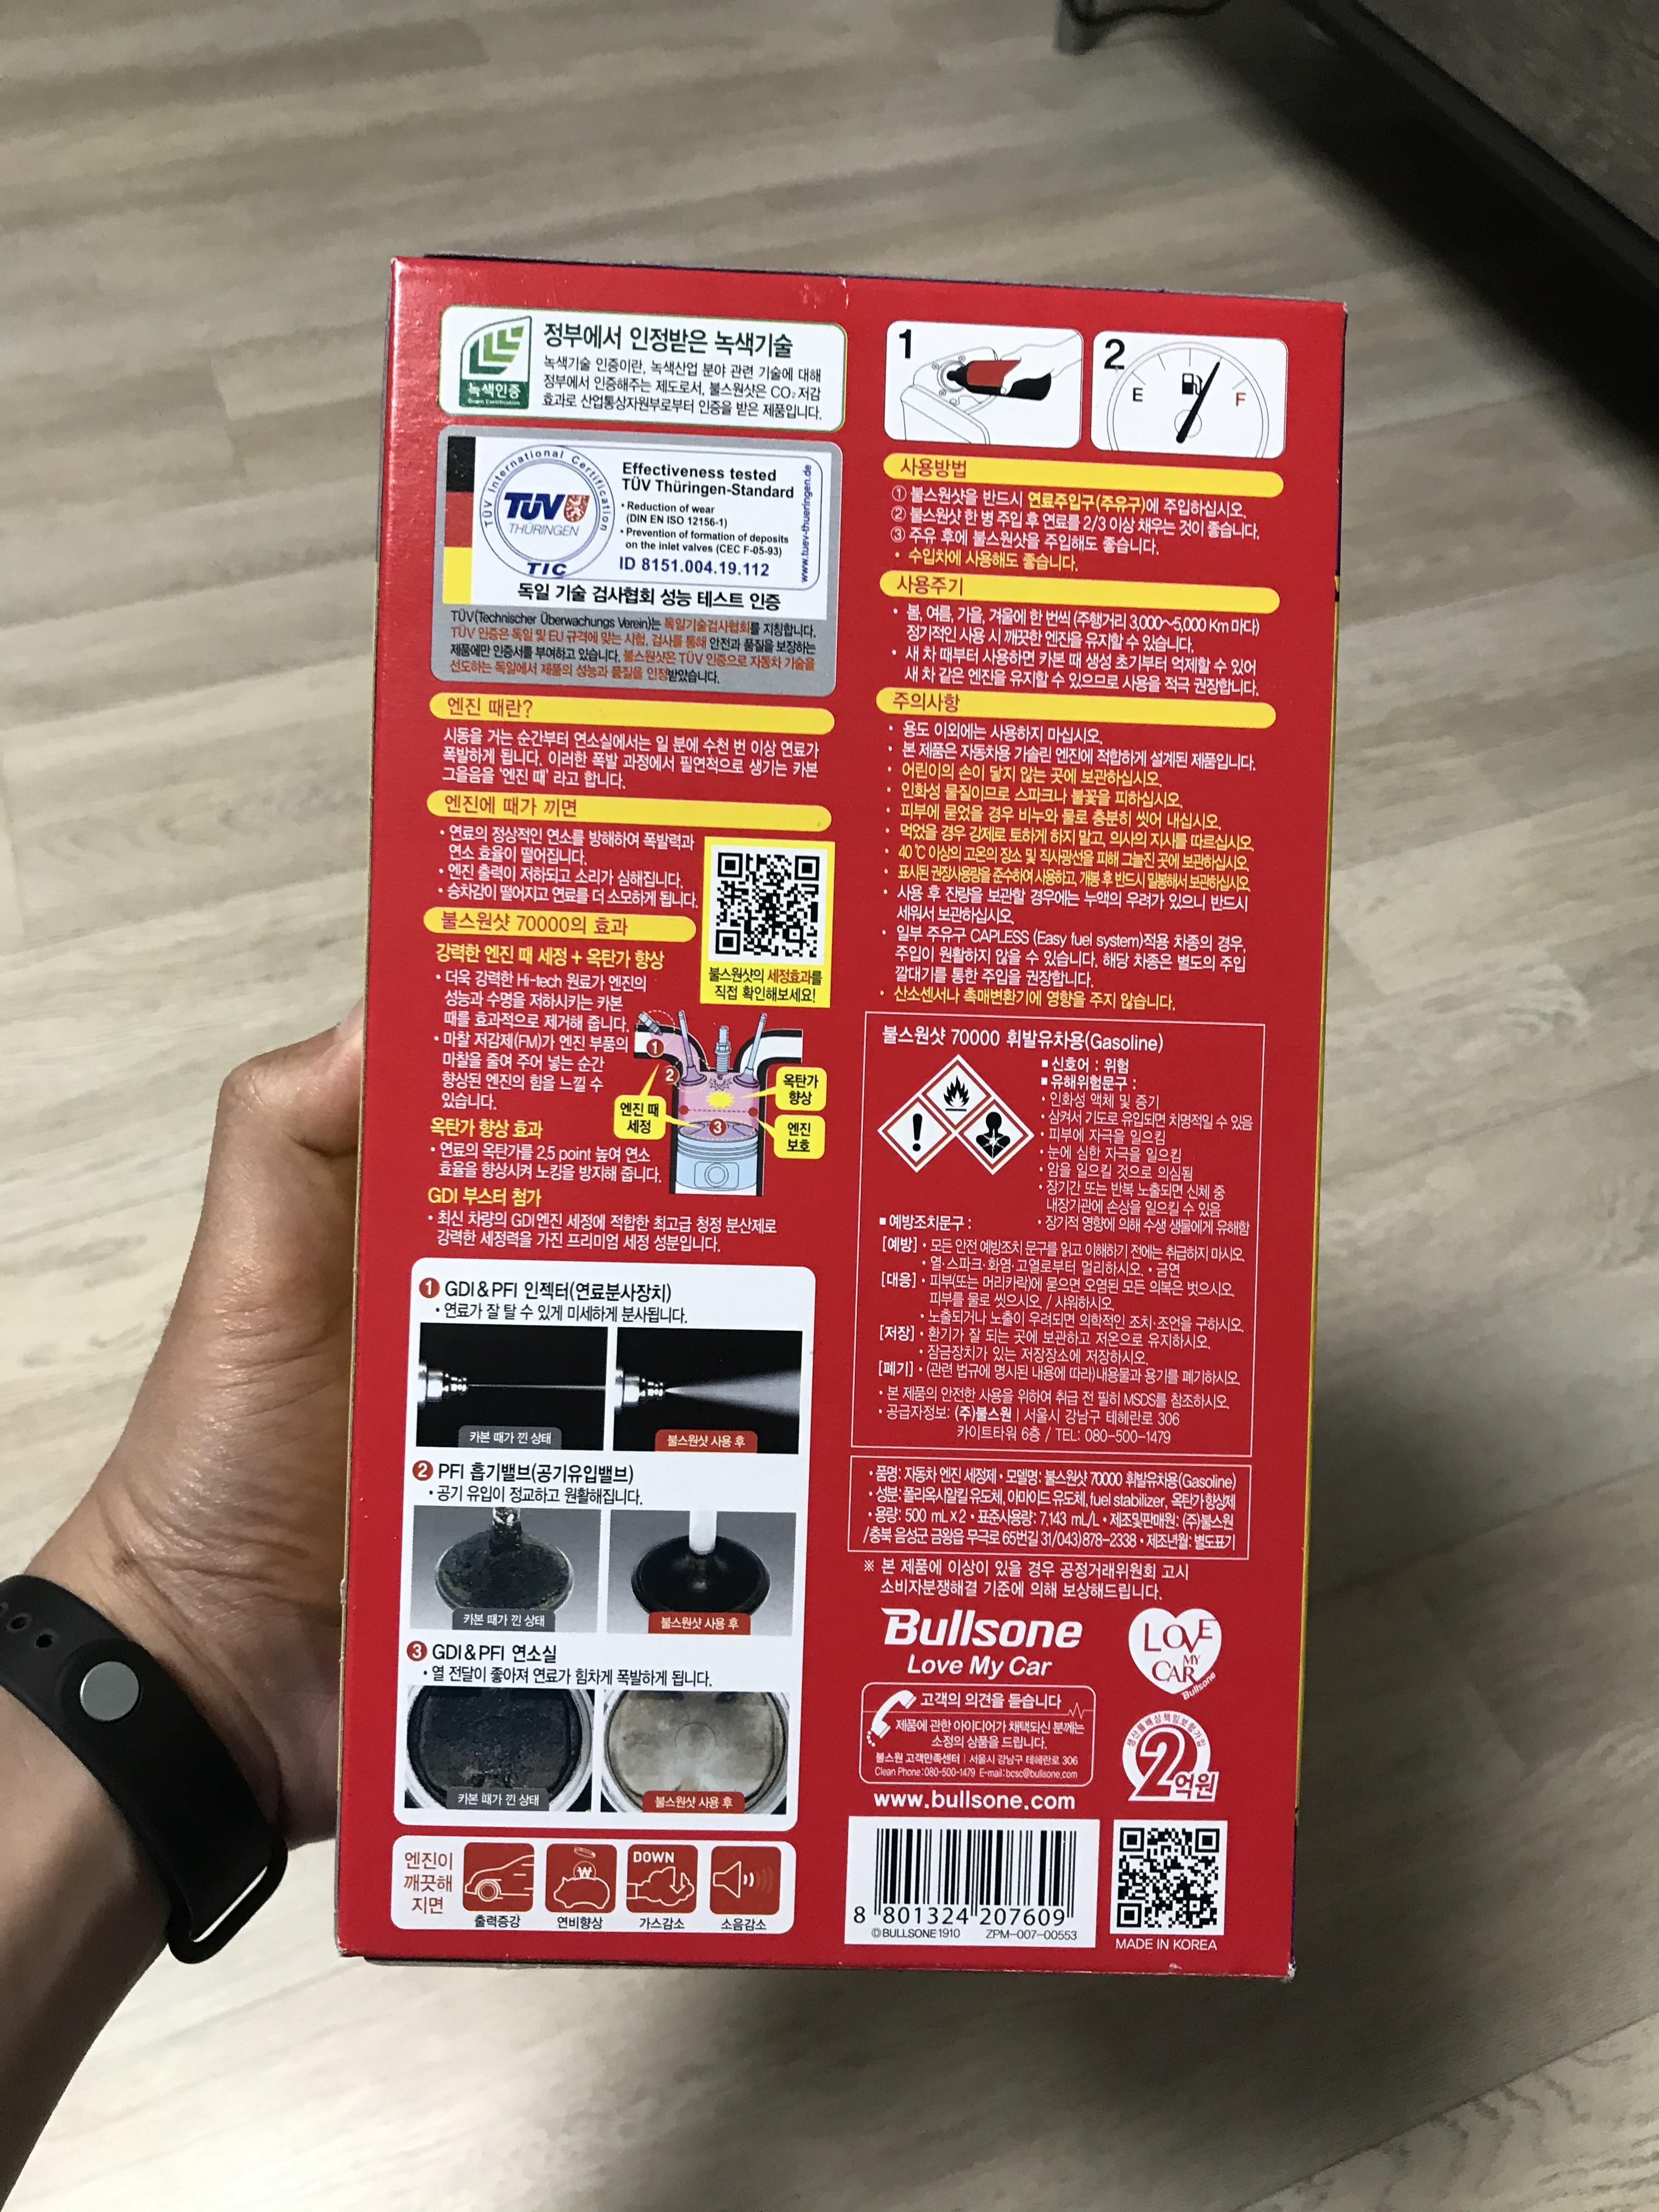 정부에서 인정받은 녹색기술
녹색기술 인증이란, 녹색산업 분야 관련 기술에 대해
정부에서 인증해주는 제도로서, 불스원샷은 CO₂ 저감
효과로 산업통상자원부로부터 인증을 받은 제품입니다.
녹색인증
Green Certification
TÜV International Certification
TÜV
THÜRINGEN
TIC
Effectiveness tested
TÜV Thüringen-Standard
• Reduction of wear
(DIN EN ISO 12156-1)
• Prevention of formation of deposits
on the inlet valves (CEC F-05-93)
ID 8151.004.19.112
www.tuev-thueringen.de
독일 기술 검사협회 성능 테스트 인증
TÜV(Technischer Überwachungs Verein)는 독일기술검사협회를 지칭합니다.
TÜV 인증은 독일 및 EU 규격에 맞는 시험, 검사를 통해 안전과 품질을 보장하는
제품에만 인증서를 부여하고 있습니다. 불스원샷은 TÜV 인증으로 자동차 기술을
선도하는 독일에서 제품의 성능과 품질을 인정받았습니다.
엔진 때란?
시동을 거는 순간부터 연소실에서는 일 분에 수천 번 이상 연료가
폭발하게 됩니다. 이러한 폭발 과정에서 필연적으로 생기는 카본
그을음을 '엔진 때' 라고 합니다.
엔진에 때가 끼면
• 연료의 정상적인 연소를 방해하여 폭발력과
연소 효율이 떨어집니다.
• 엔진 출력이 저하되고 소리가 심해집니다.
• 승차감이 떨어지고 연료를 더 소모하게 됩니다.
불스원샷의 세정효과를
직접 확인해보세요!
불스원샷 70000의 효과
강력한 엔진 때 세정 + 옥탄가 향상
• 더욱 강력한 Hi-tech 원료가 엔진의
성능과 수명을 저하시키는 카본
때를 효과적으로 제거해 줍니다.
• 마찰 저감제(FM)가 엔진 부품의
마찰을 줄여 주어 넣는 순간
향상된 엔진의 힘을 느낄 수
있습니다.
옥탄가 향상 효과
• 연료의 옥탄가를 2.5 point 높여 연소
효율을 향상시켜 노킹을 방지해 줍니다.
GDI 부스터 첨가
• 최신 차량의 GDI엔진 세정에 적합한 최고급 청정 분산제로
강력한 세정력을 가진 프리미엄 세정 성분입니다.
1
2
3
엔진 때
세정
옥탄가
향상
엔진
보호
1 GDI & PFI 인젝터(연료분사장치)
• 연료가 잘 탈 수 있게 미세하게 분사됩니다.
카본 때가 낀 상태
불스원샷 사용 후
2 PFI 흡기밸브(공기유입밸브)
• 공기 유입이 정교하고 원활해집니다.
카본 때가 낀 상태
불스원샷 사용 후
3 GDI & PFI 연소실
• 열 전달이 좋아져 연료가 힘차게 폭발하게 됩니다.
카본 때가 낀 상태
불스원샷 사용 후
엔진이
깨끗해
지면
출력증강
연비향상
DOWN
가스감소
소음감소
1
2
E
F
사용방법
① 불스원샷을 반드시 연료주입구(주유구)에 주입하십시오.
② 불스원샷 한 병 주입 후 연료를 2/3 이상 채우는 것이 좋습니다.
③ 주유 후에 불스원샷을 주입해도 좋습니다.
• 수입차에 사용해도 좋습니다.
사용주기
• 봄, 여름, 가을, 겨울에 한 번씩 (주행거리 3,000~5,000 Km 마다)
정기적인 사용 시 깨끗한 엔진을 유지할 수 있습니다.
• 새 차 때부터 사용하면 카본 때 생성 초기부터 억제할 수 있어
새 차 같은 엔진을 유지할 수 있으므로 사용을 적극 권장합니다.
주의사항
• 용도 이외에는 사용하지 마십시오.
• 본 제품은 자동차용 가솔린 엔진에 적합하게 설계된 제품입니다.
• 어린이의 손이 닿지 않는 곳에 보관하십시오.
• 인화성 물질이므로 스파크나 불꽃을 피하십시오.
• 피부에 묻었을 경우 비누와 물로 충분히 씻어 내십시오.
• 먹었을 경우 강제로 토하게 하지 말고, 의사의 지시를 따르십시오.
• 40℃ 이상의 고온의 장소 및 직사광선을 피해 그늘진 곳에 보관하십시오.
• 표시된 권장사용량을 준수하여 사용하고, 개봉 후 반드시 밀봉해서 보관하십시오.
• 사용 후 잔량을 보관할 경우에는 누액의 우려가 있으니 반드시
세워서 보관하십시오.
• 일부 주유구 CAPLESS (Easy fuel system)적용 차종의 경우,
주입이 원활하지 않을 수 있습니다. 해당 차종은 별도의 주입
깔대기를 통한 주입을 권장합니다.
• 산소센서나 촉매변환기에 영향을 주지 않습니다.
불스원샷 70000 휘발유차용(Gasoline)
■ 신호어 : 위험
■ 유해위험문구 :
• 인화성 액체 및 증기
• 삼켜서 기도로 유입되면 치명적일 수 있음
• 피부에 자극을 일으킴
• 눈에 심한 자극을 일으킴
• 암을 일으킬 것으로 의심됨
• 장기간 또는 반복 노출되면 신체 중
내장기관에 손상을 일으킬 수 있음
• 장기적 영향에 의해 수생 생물에게 유해함
■ 예방조치문구 :
[예방] • 모든 안전 예방조치 문구를 읽고 이해하기 전에는 취급하지 마시오.
• 열·스파크·화염·고열로부터 멀리하시오. • 금연
[대응] • 피부(또는 머리카락)에 묻으면 오염된 모든 의복은 벗으시오.
피부를 물로 씻으시오. / 샤워하시오.
• 노출되거나 노출이 우려되면 의학적인 조치·조언을 구하시오.
[저장] • 환기가 잘 되는 곳에 보관하고 저온으로 유지하시오.
• 잠금장치가 있는 저장장소에 저장하시오.
[폐기] • (관련 법규에 명시된 내용에 따라)내용물과 용기를 폐기하시오.
• 본 제품의 안전한 사용을 위하여 취급 전 필히 MSDS를 참조하시오.
• 공급자정보: (주)불스원 | 서울시 강남구 테헤란로 306
카이트타워 6층 / TEL: 080-500-1479
• 품명: 자동차 엔진 세정제 • 모델명: 불스원샷 70000 휘발유차용(Gasoline)
• 성분: 폴리옥시알킬 유도체, 아마이드 유도체, fuel stabilizer, 옥탄가 향상제
• 용량: 500 mL x 2 • 표준사용량: 7.143 mL/L • 제조및판매원: (주)불스원
/충북 음성군 금왕읍 무극로 65번길 31/043)878-2338 • 제조년월: 별도표기
※ 본 제품에 이상이 있을 경우 공정거래위원회 고시
소비자분쟁해결 기준에 의해 보상해드립니다.
Bullsone
Love My Car
LOVE
MY
CAR
Bullsone
고객의 의견을 듣습니다
제품에 관한 아이디어가 채택되신 분께는
소정의 상품을 드립니다.
불스원 고객만족센터 | 서울시 강남구 테헤란로 306
Clean Phone:080-500-1479 E-mail:bcsc@bullsone.com
www.bullsone.com
생산물배상책임보험가입
2억원
8 801324 207609
©BULLSONE 1910 ZPM-007-00553
MADE IN KOREA